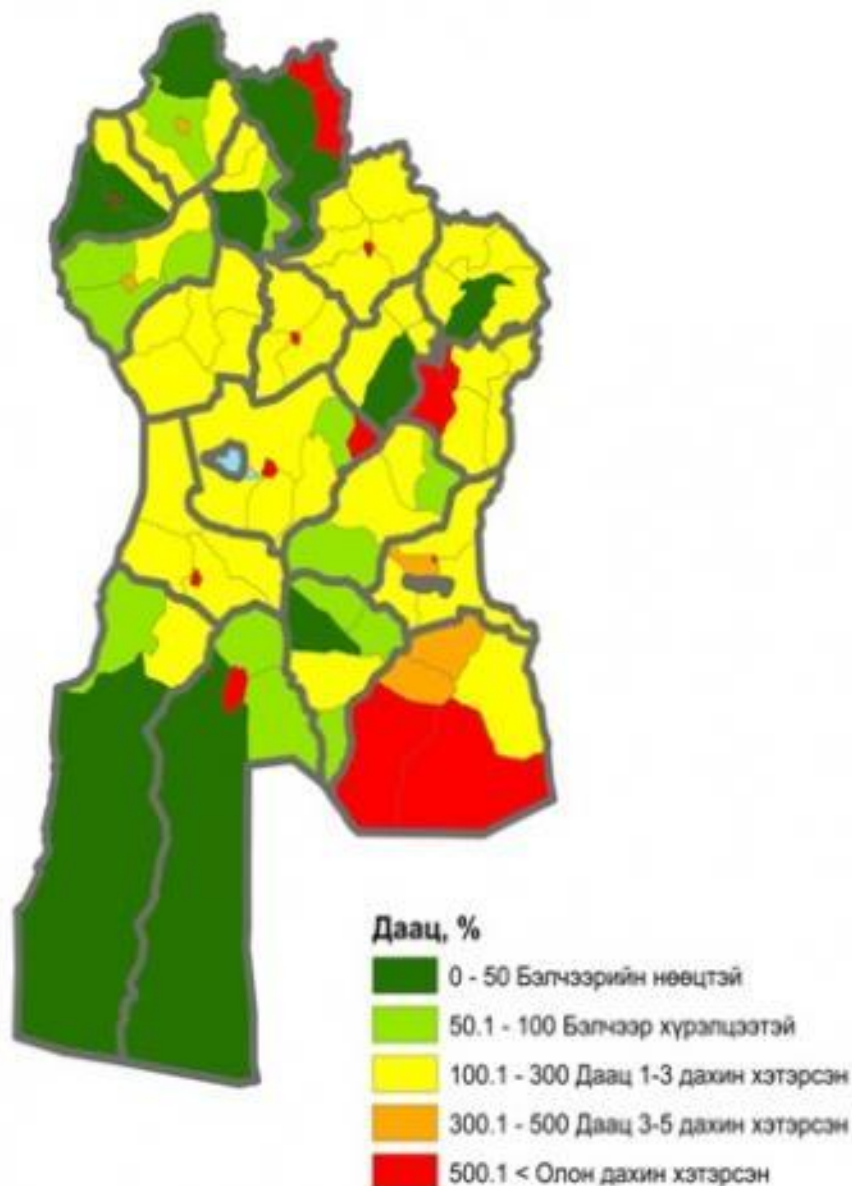 Даац, %
0 - 50 Бэлчээрийн нөөцтэй
50.1 - 100 Бэлчээр хүрэлцээтэй
100.1 - 300 Даац 1-3 дахин хэтэрсэн
300.1 - 500 Даац 3-5 дахин хэтэрсэн
500.1 < Олон дахин хэтэрсэн